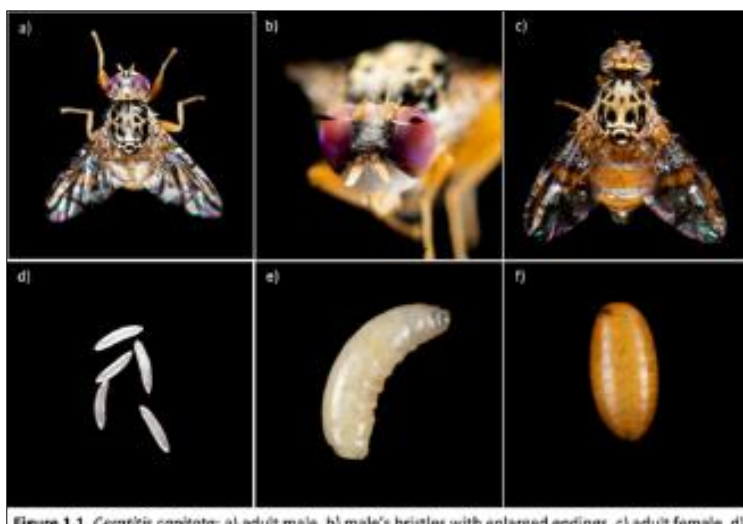 a)
b)
c)
d)
e)
f)
Figure 1.1. Ceratitis capitata: a) adult male, b) male's bristles with enlarged endings, c) adult female, d)